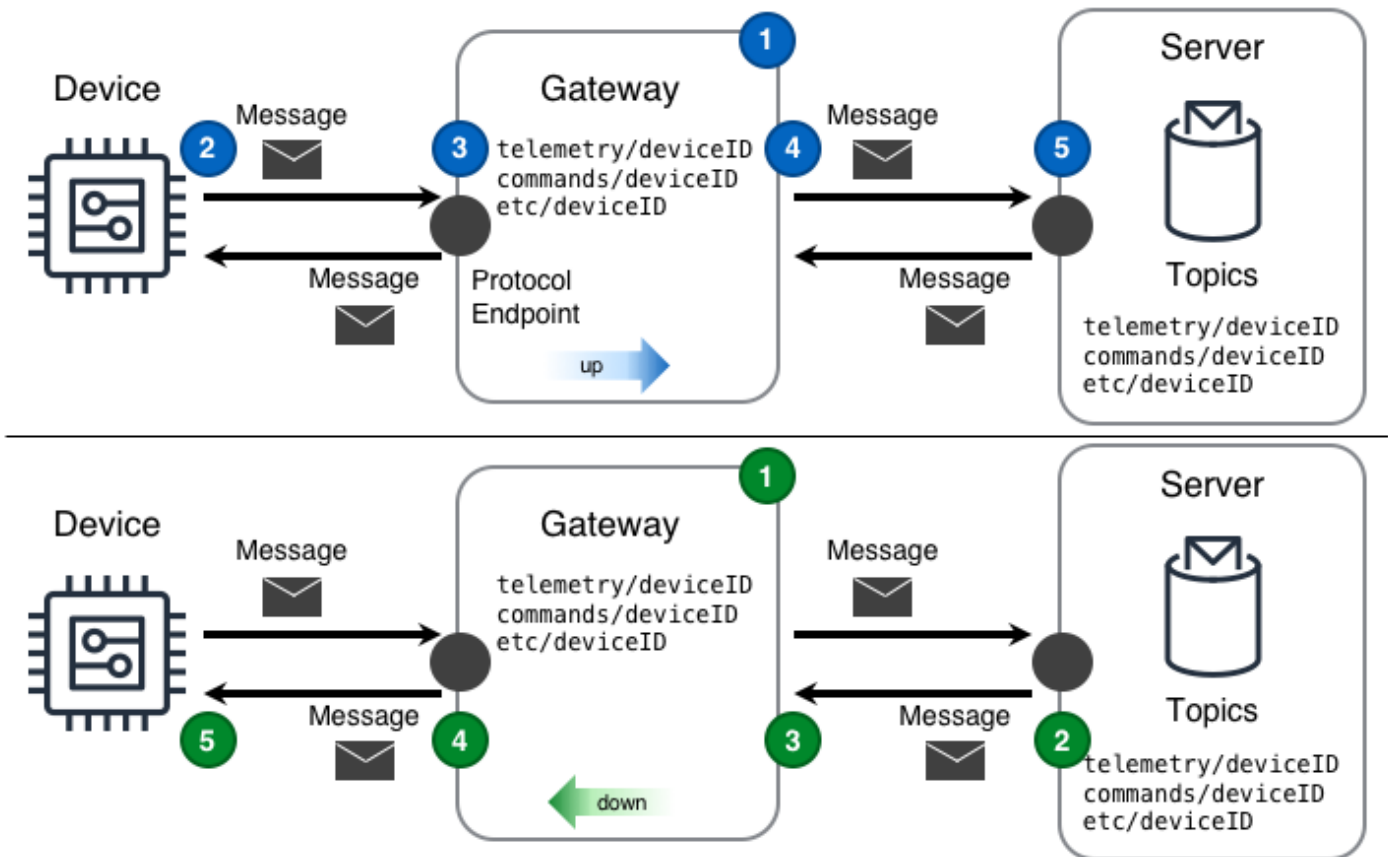 1
Server
Device
Gateway
Message
Message
2
3
4
5
telemetry/deviceID
commands/deviceID
etc/deviceID
Message
Protocol
Endpoint
Message
Topics
telemetry/deviceID
commands/deviceID
etc/deviceID
up
1
Server
Device
Gateway
Message
Message
telemetry/deviceID
commands/deviceID
etc/deviceID
Message
Message
Topics
5
4
3
2
telemetry/deviceID
commands/deviceID
etc/deviceID
down